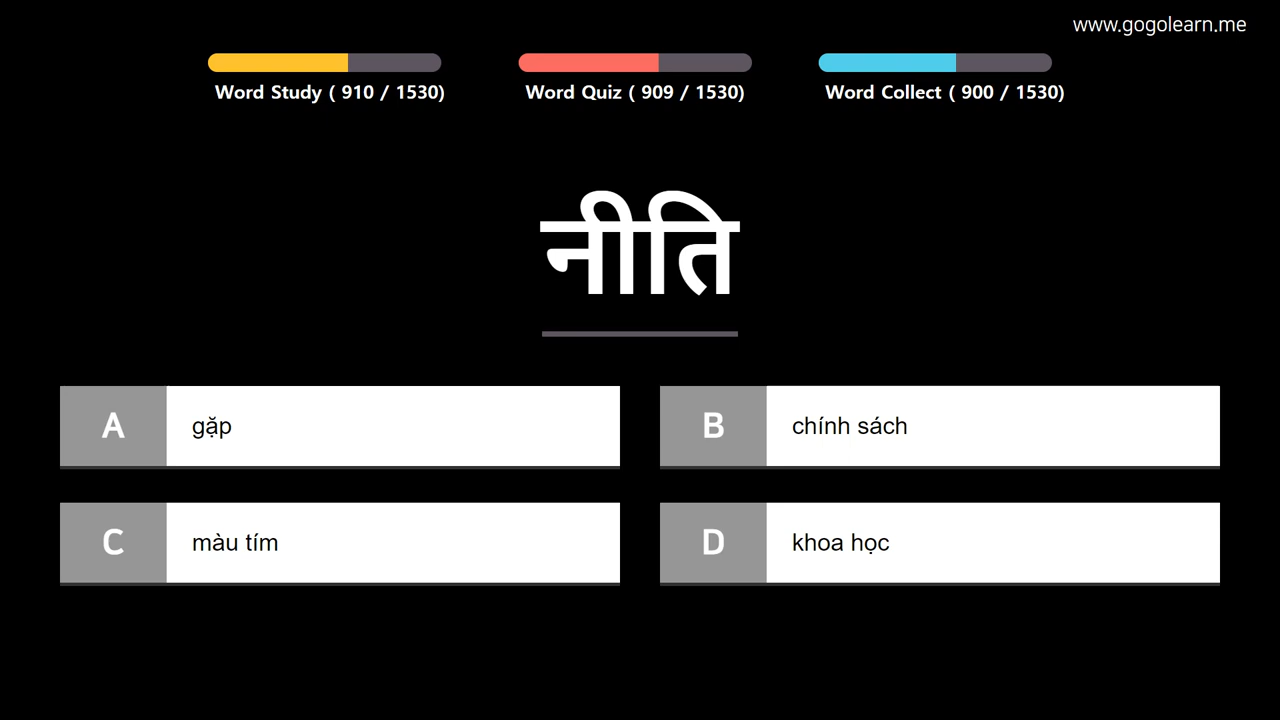 www.gogolearn.me
Word Study ( 910 / 1530)
Word Quiz ( 909 / 1530)
Word Collect ( 900 / 1530)
नीति
A gặp
B chính sách
C màu tím
D khoa học